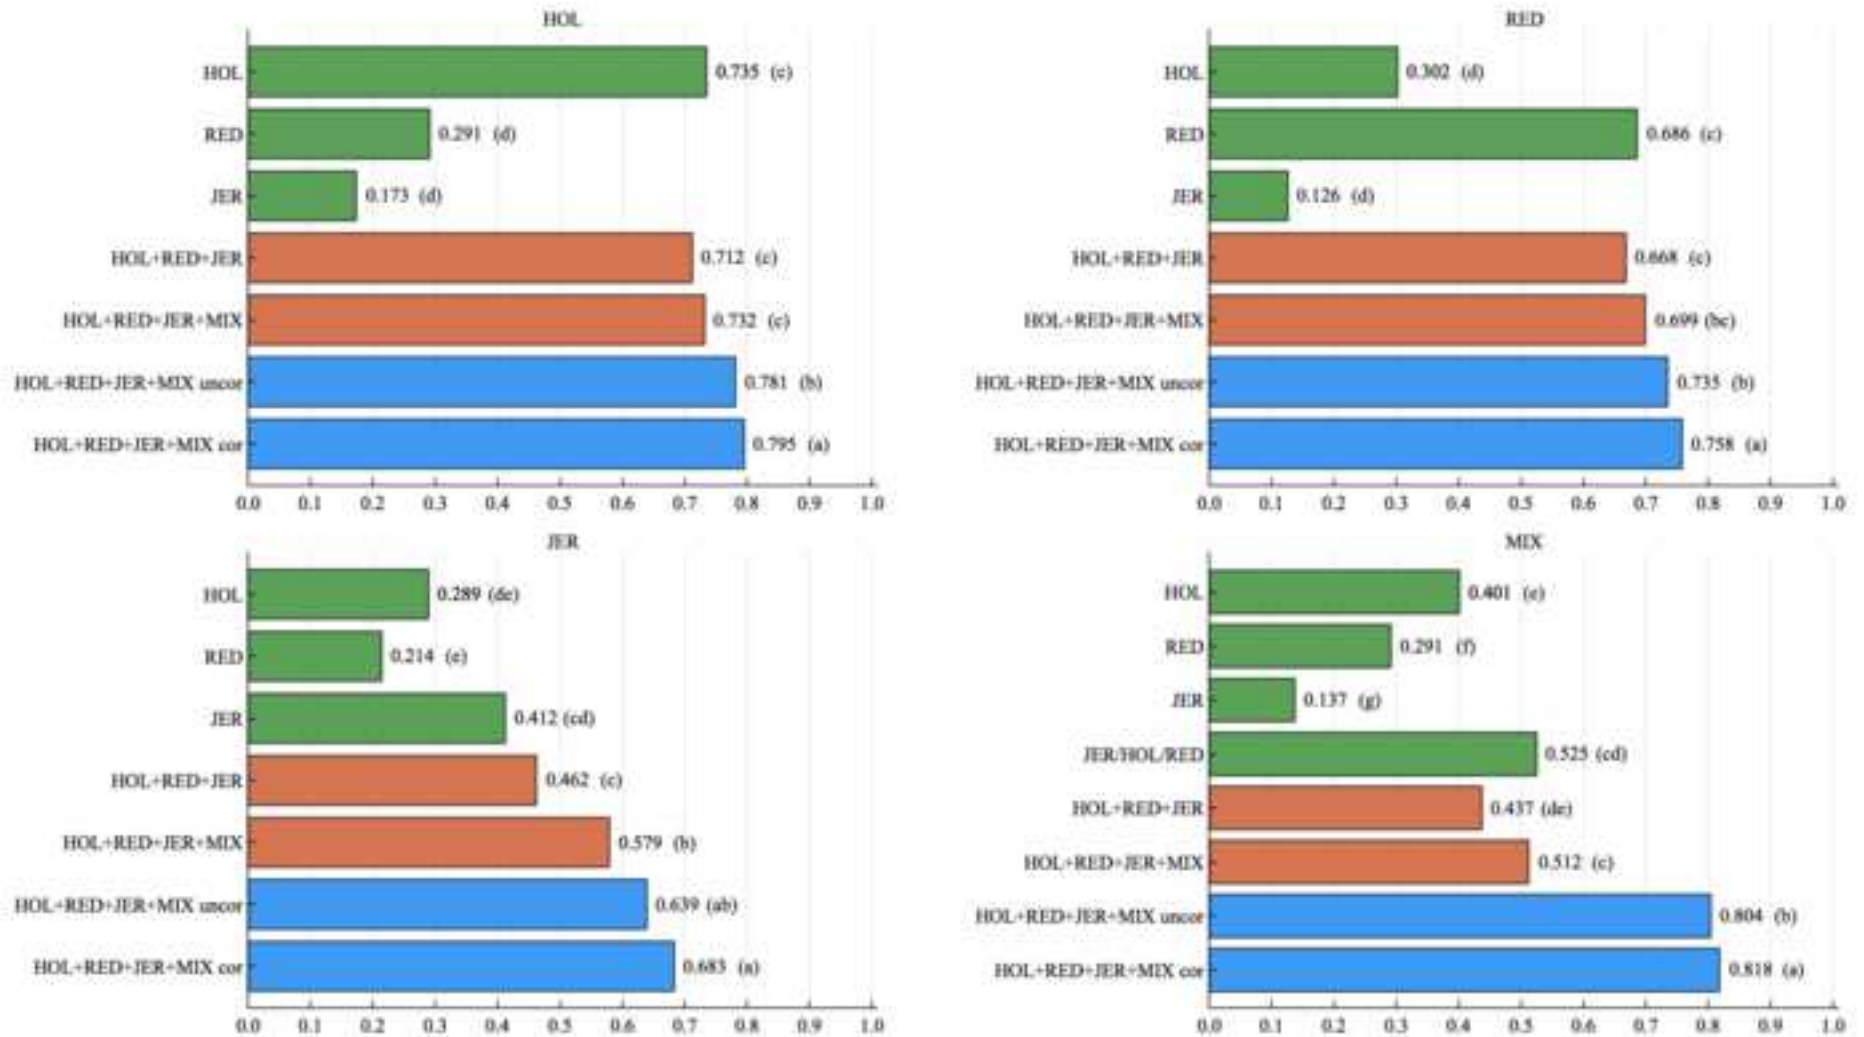 HOL
HOL 0.735 (c)
RED 0.291 (d)
JER 0.173 (d)
HOL+RED+JER 0.712 (c)
HOL+RED+JER+MIX 0.732 (c)
HOL+RED+JER+MIX uncor 0.781 (b)
HOL+RED+JER+MIX cor 0.795 (a)
0.0 0.1 0.2 0.3 0.4 0.5 0.6 0.7 0.8 0.9 1.0
RED
HOL 0.302 (d)
RED 0.686 (c)
JER 0.126 (d)
HOL+RED+JER 0.668 (c)
HOL+RED+JER+MIX 0.699 (bc)
HOL+RED+JER+MIX uncor 0.735 (b)
HOL+RED+JER+MIX cor 0.758 (a)
0.0 0.1 0.2 0.3 0.4 0.5 0.6 0.7 0.8 0.9 1.0
JER
HOL 0.289 (de)
RED 0.214 (e)
JER 0.412 (cd)
HOL+RED+JER 0.462 (c)
HOL+RED+JER+MIX 0.579 (b)
HOL+RED+JER+MIX uncor 0.639 (ab)
HOL+RED+JER+MIX cor 0.683 (a)
0.0 0.1 0.2 0.3 0.4 0.5 0.6 0.7 0.8 0.9 1.0
MIX
HOL 0.401 (e)
RED 0.291 (f)
JER 0.137 (g)
JER/HOL/RED 0.525 (cd)
HOL+RED+JER 0.437 (de)
HOL+RED+JER+MIX 0.512 (c)
HOL+RED+JER+MIX uncor 0.804 (b)
HOL+RED+JER+MIX cor 0.818 (a)
0.0 0.1 0.2 0.3 0.4 0.5 0.6 0.7 0.8 0.9 1.0